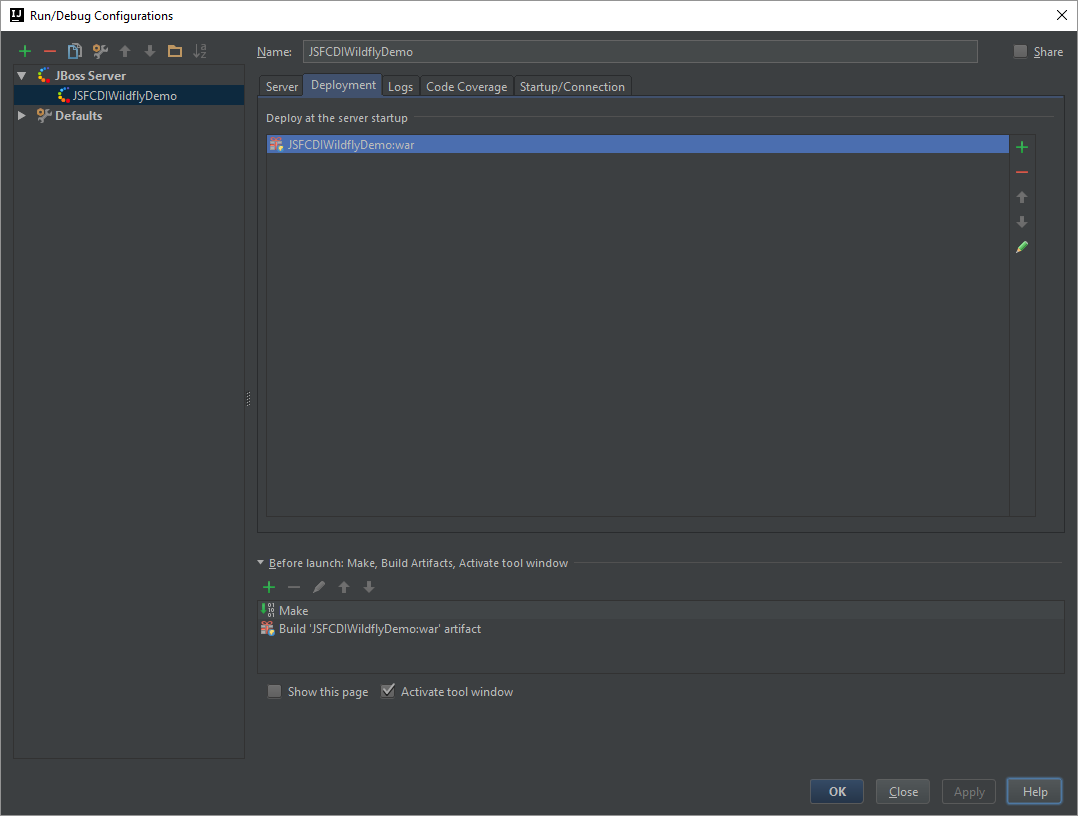 Run/Debug Configurations
Name: JSFCDIWildflyDemo Share
JBoss Server
JSFCDIWildflyDemo
Defaults
Server Deployment Logs Code Coverage Startup/Connection
Deploy at the server startup
JSFCDIWildflyDemo:war
Before launch: Make, Build Artifacts, Activate tool window
Make
Build 'JSFCDIWildflyDemo:war' artifact
Show this page Activate tool window
OK Close Apply Help